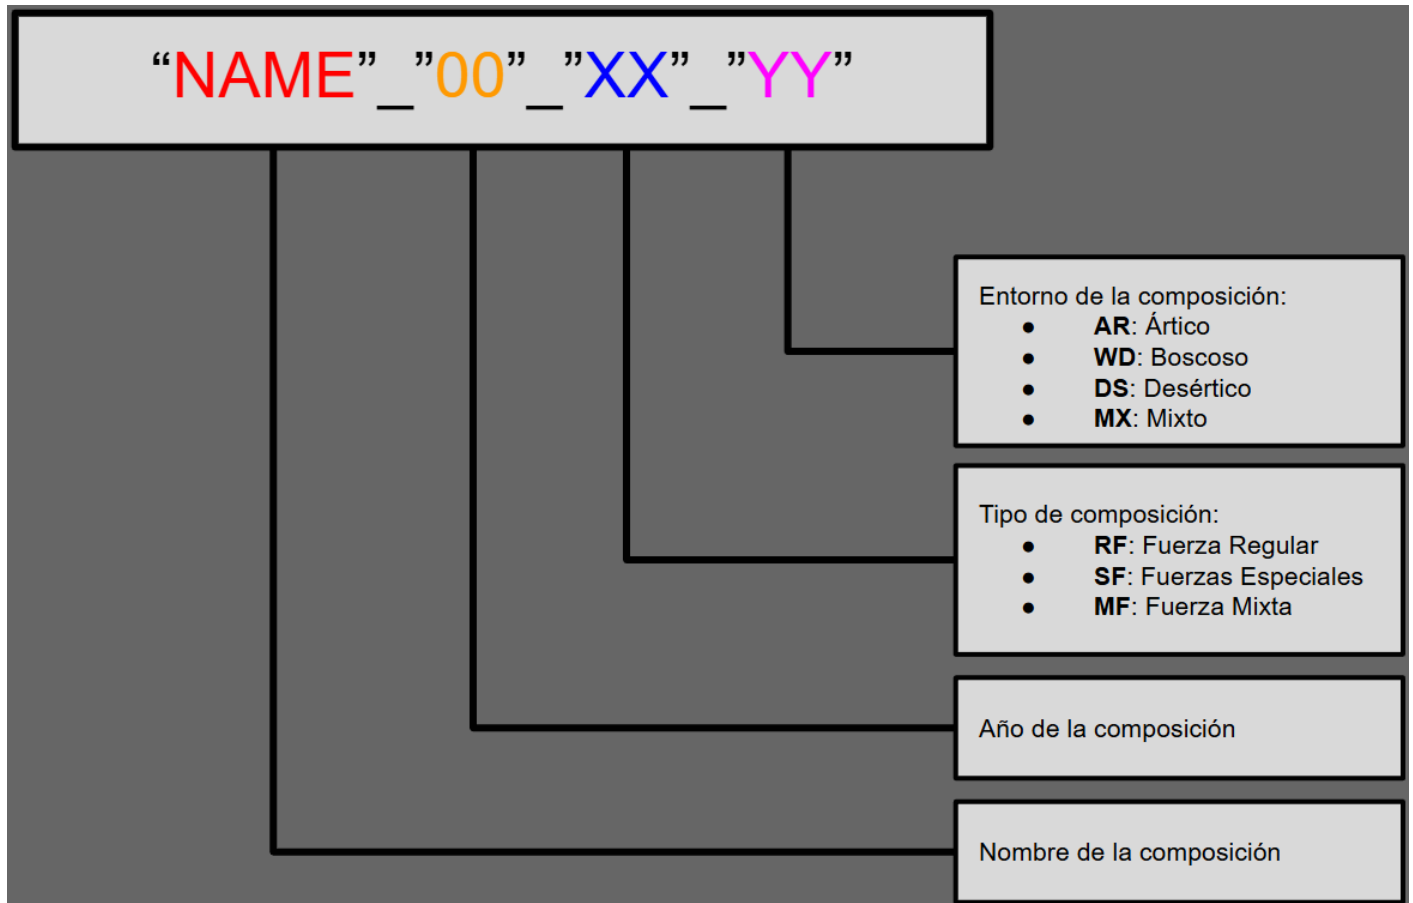 “NAME”_”00”_”XX”_”YY”
Entorno de la composición:
● AR: Ártico
● WD: Boscoso
● DS: Desértico
● MX: Mixto
Tipo de composición:
● RF: Fuerza Regular
● SF: Fuerzas Especiales
● MF: Fuerza Mixta
Año de la composición
Nombre de la composición